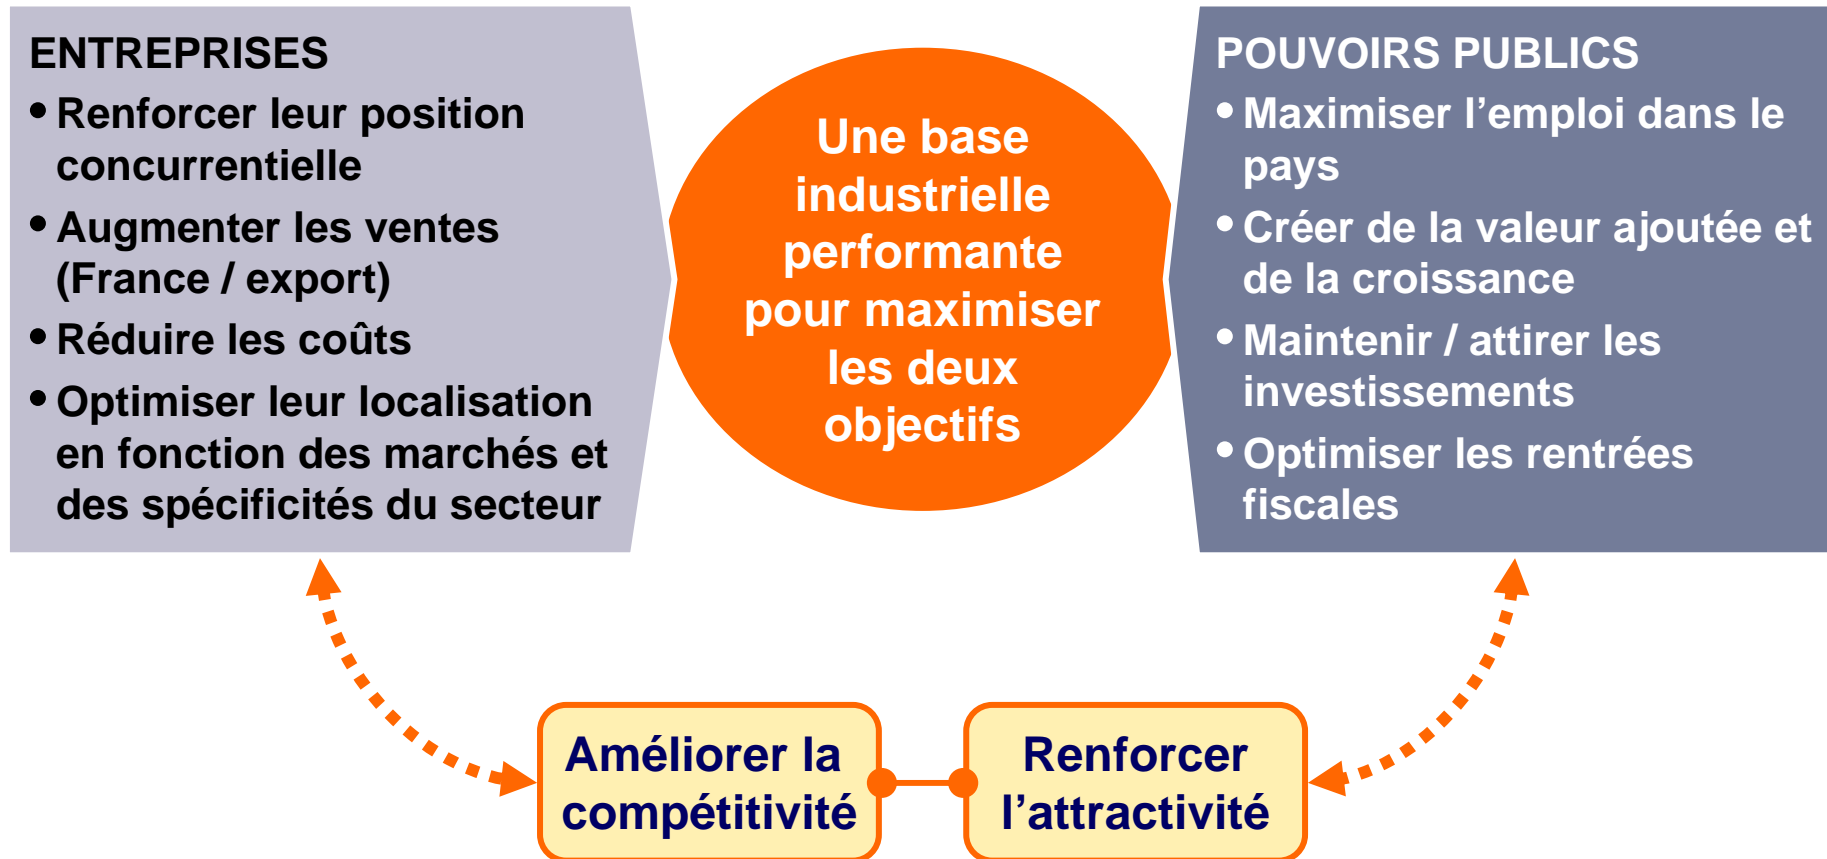 ENTREPRISES
• Renforcer leur position
concurrentielle
• Augmenter les ventes
(France / export)
• Réduire les coûts
• Optimiser leur localisation
en fonction des marchés et
des spécificités du secteur
Une base
industrielle
performante
pour maximiser
les deux
objectifs
POUVOIRS PUBLICS
• Maximiser l’emploi dans le
pays
• Créer de la valeur ajoutée et
de la croissance
• Maintenir / attirer les
investissements
• Optimiser les rentrées
fiscales
Améliorer la
compétitivité
Renforcer
l’attractivité